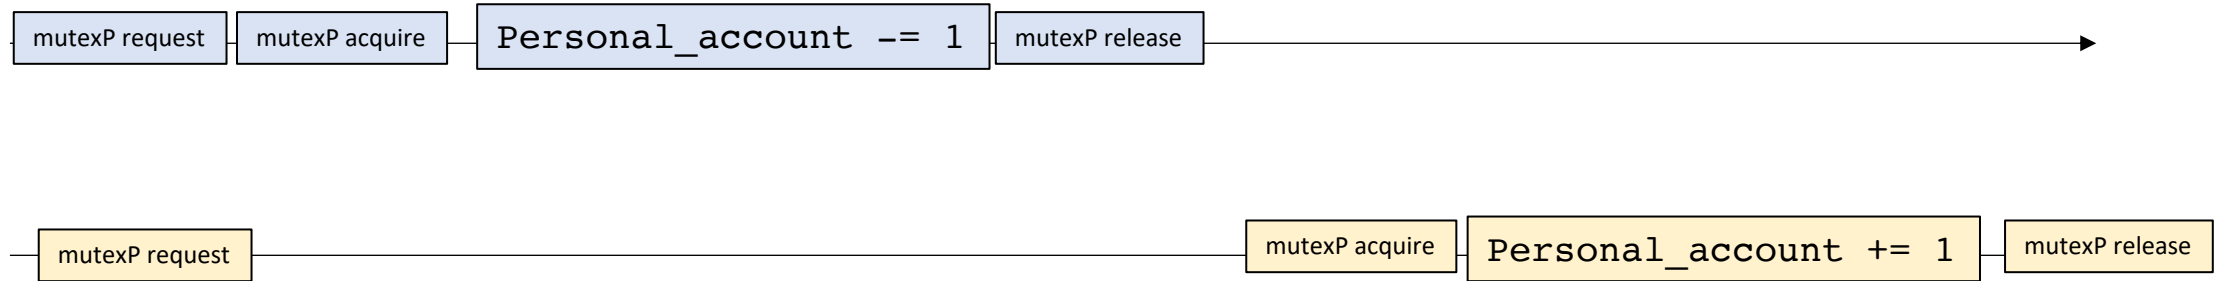 mutexP request mutexP acquire Personal_account -= 1 mutexP release
mutexP request mutexP acquire Personal_account += 1 mutexP release